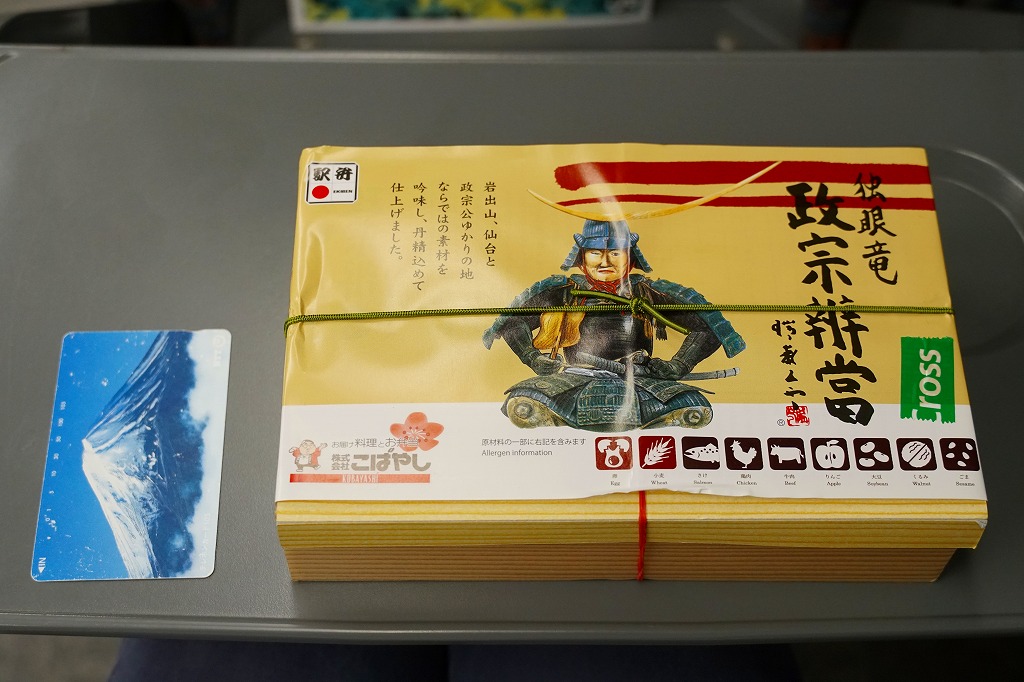 駅弁
EKIBEN
岩出山、仙台と
政宗公ゆかりの地
ならではの素材を
吟味し、丹精込めて
仕上げました。
独眼竜
政宗辨當
cross
お届け料理とお弁当
株式会社こばやし
KOBAYASHI
原材料の一部に右記を含みます
Allergen information
卵 小麦 さけ 鶏肉 牛肉 りんご 大豆 くるみ ごま
Egg Wheat Salmon Chicken Beef Apple Soybean Walnut Sesame
®